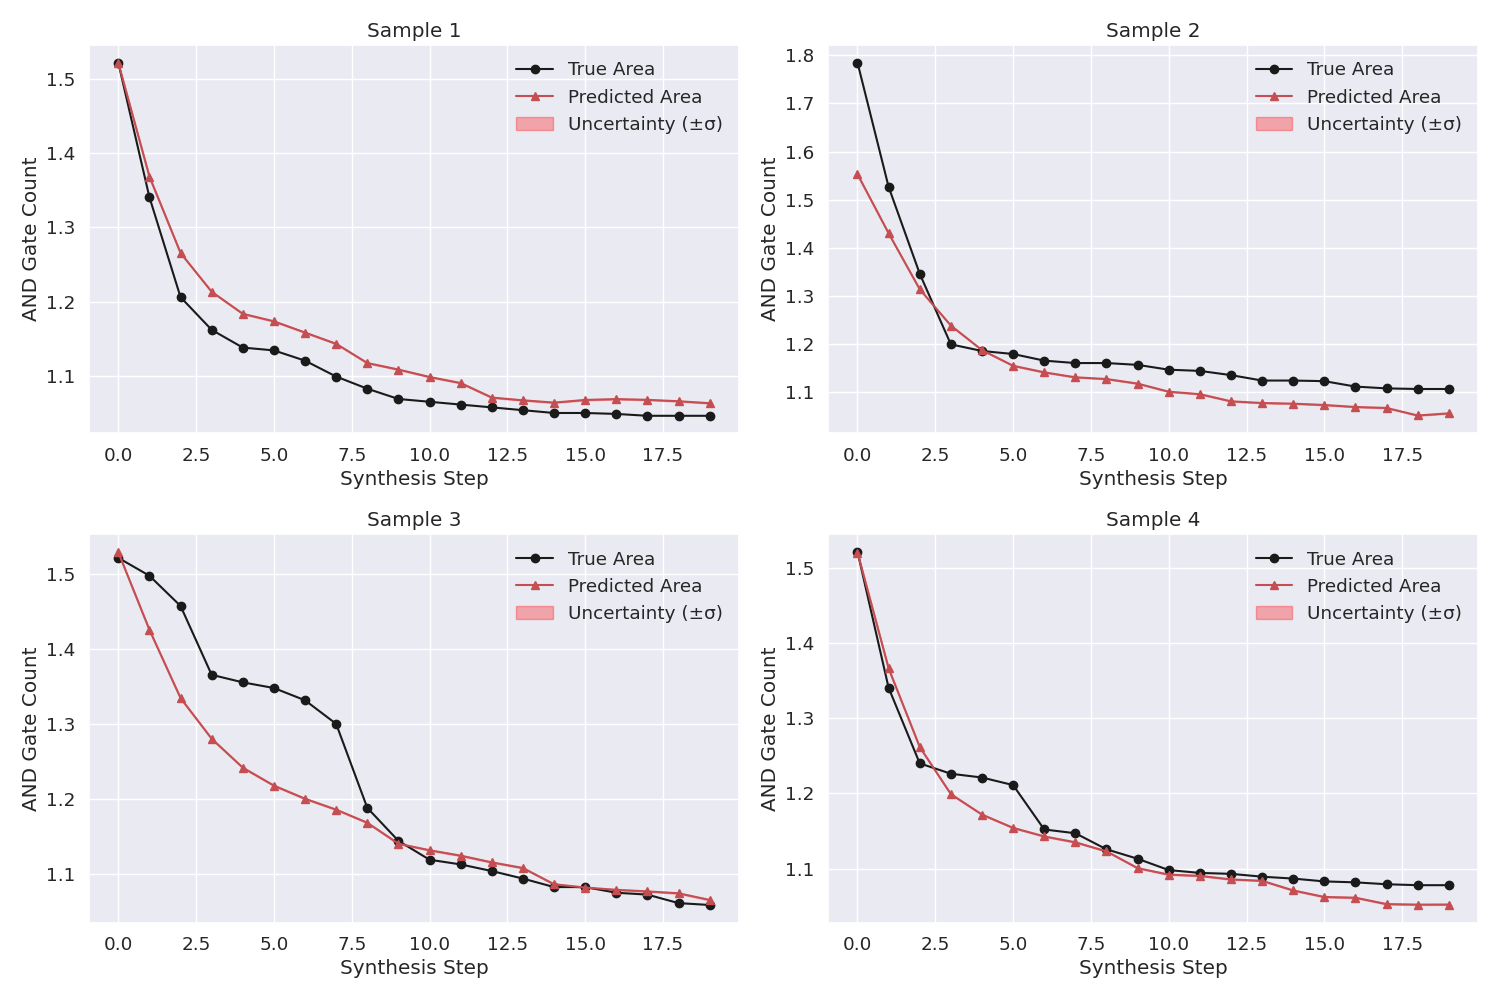 Sample 1
True Area
Predicted Area
Uncertainty (±σ)
AND Gate Count
1.5
1.4
1.3
1.2
1.1
0.0 2.5 5.0 7.5 10.0 12.5 15.0 17.5
Synthesis Step
Sample 2
True Area
Predicted Area
Uncertainty (±σ)
AND Gate Count
1.8
1.7
1.6
1.5
1.4
1.3
1.2
1.1
0.0 2.5 5.0 7.5 10.0 12.5 15.0 17.5
Synthesis Step
Sample 3
True Area
Predicted Area
Uncertainty (±σ)
AND Gate Count
1.5
1.4
1.3
1.2
1.1
0.0 2.5 5.0 7.5 10.0 12.5 15.0 17.5
Synthesis Step
Sample 4
True Area
Predicted Area
Uncertainty (±σ)
AND Gate Count
1.5
1.4
1.3
1.2
1.1
0.0 2.5 5.0 7.5 10.0 12.5 15.0 17.5
Synthesis Step